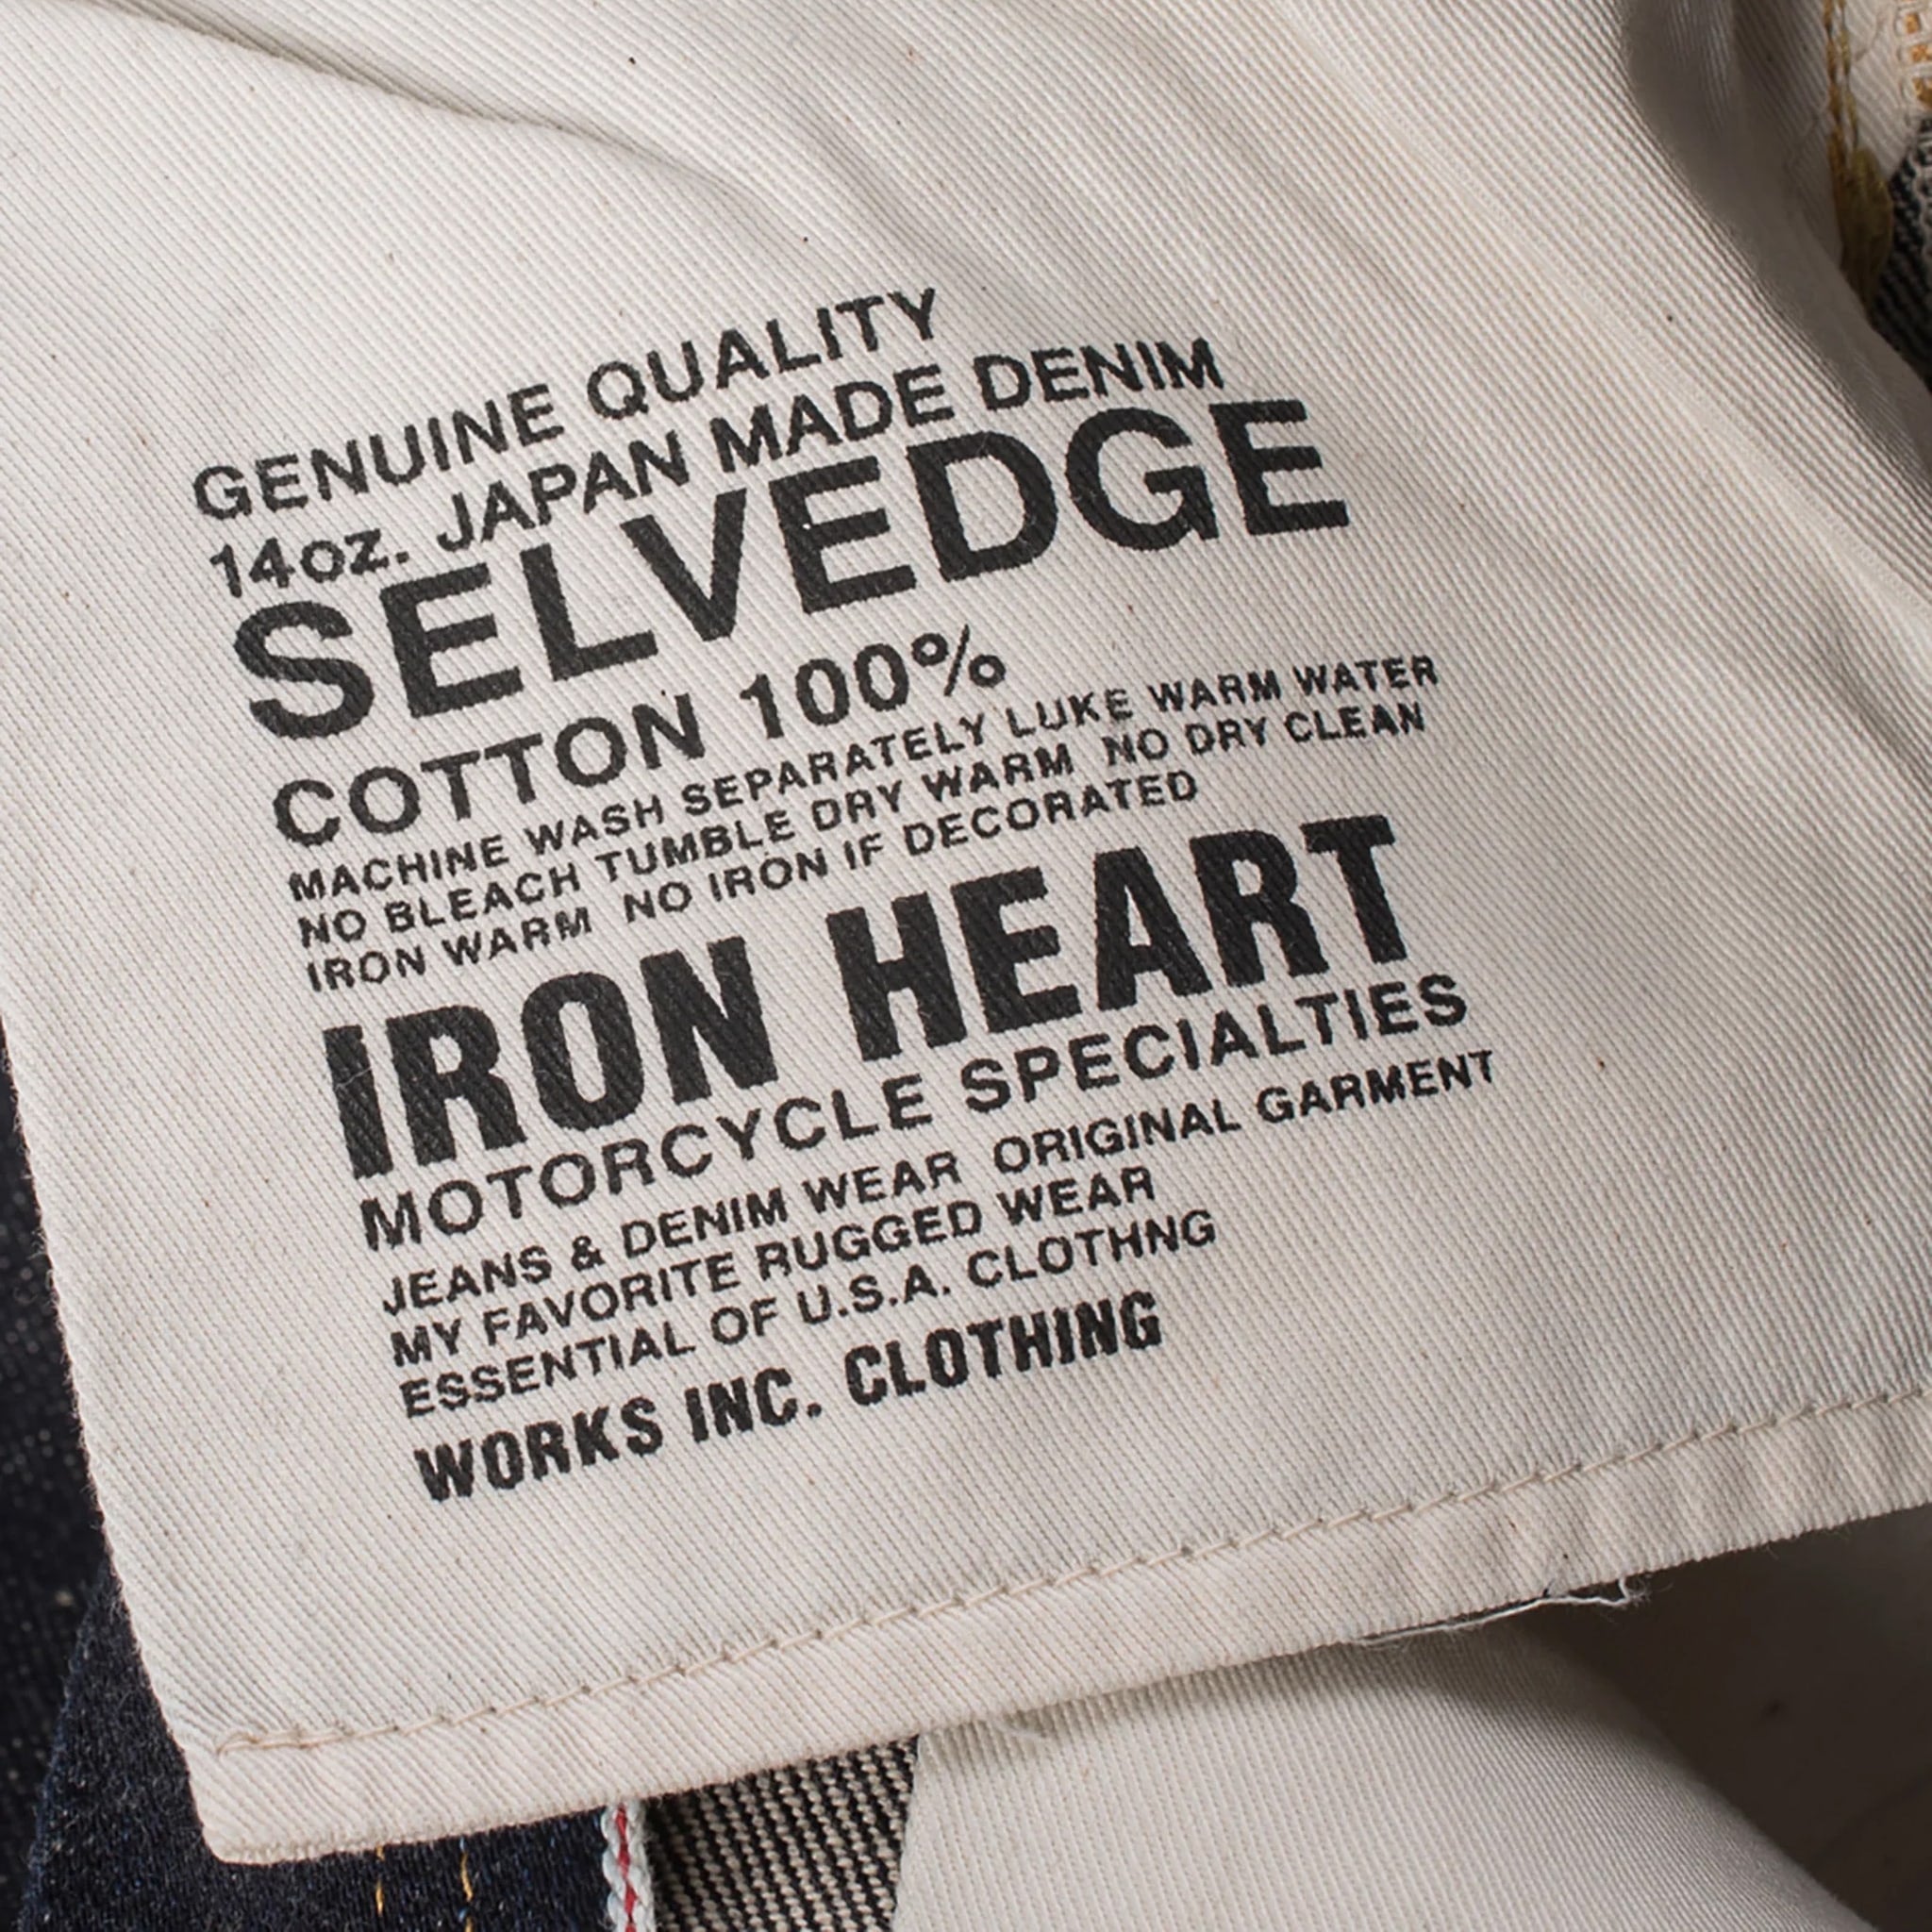 GENUINE QUALITY
14oz. JAPAN MADE DENIM
SELVEDGE
COTTON 100%
MACHINE WASH SEPARATELY LUKE WARM WATER
NO BLEACH TUMBLE DRY WARM NO DRY CLEAN
IRON WARM NO IRON IF DECORATED
IRON HEART
MOTORCYCLE SPECIALTIES
JEANS & DENIM WEAR ORIGINAL GARMENT
MY FAVORITE RUGGED WEAR
ESSENTIAL OF U.S.A. CLOTHNG
WORKS INC. CLOTHING